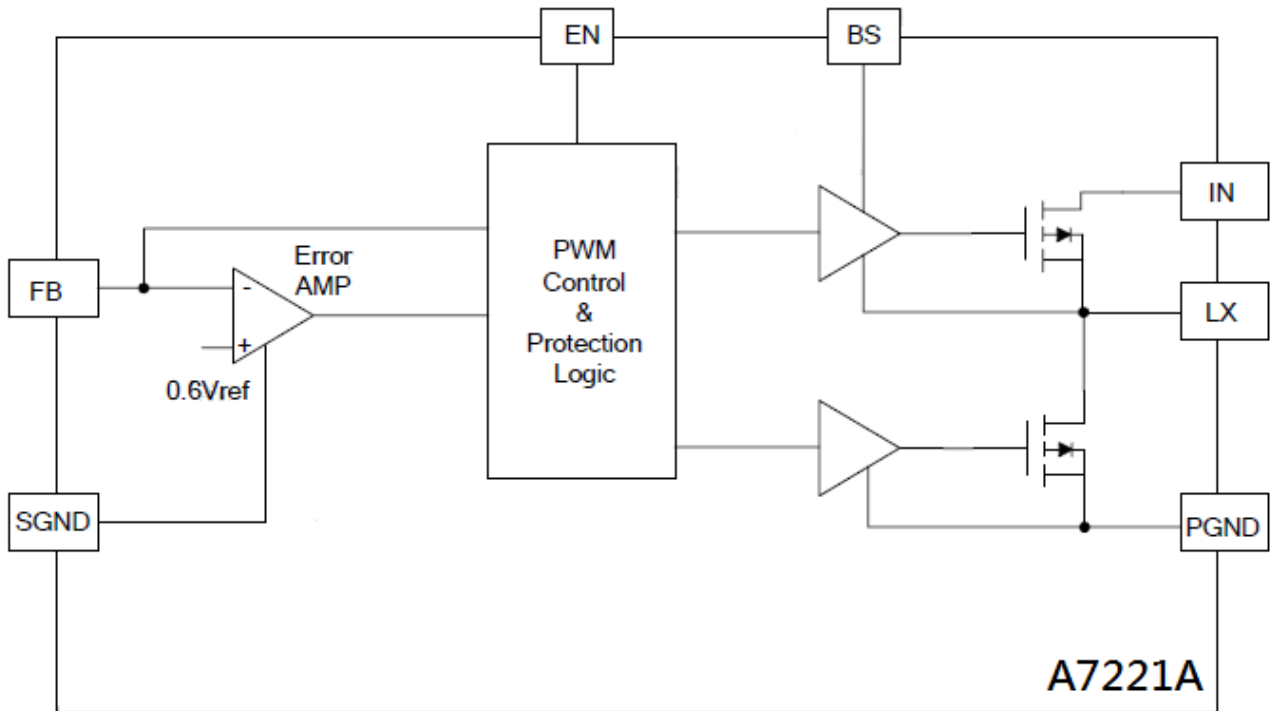 EN
BS
IN
FB
Error
AMP
-
+
0.6Vref
PWM
Control
&
Protection
Logic
LX
SGND
PGND
A7221A